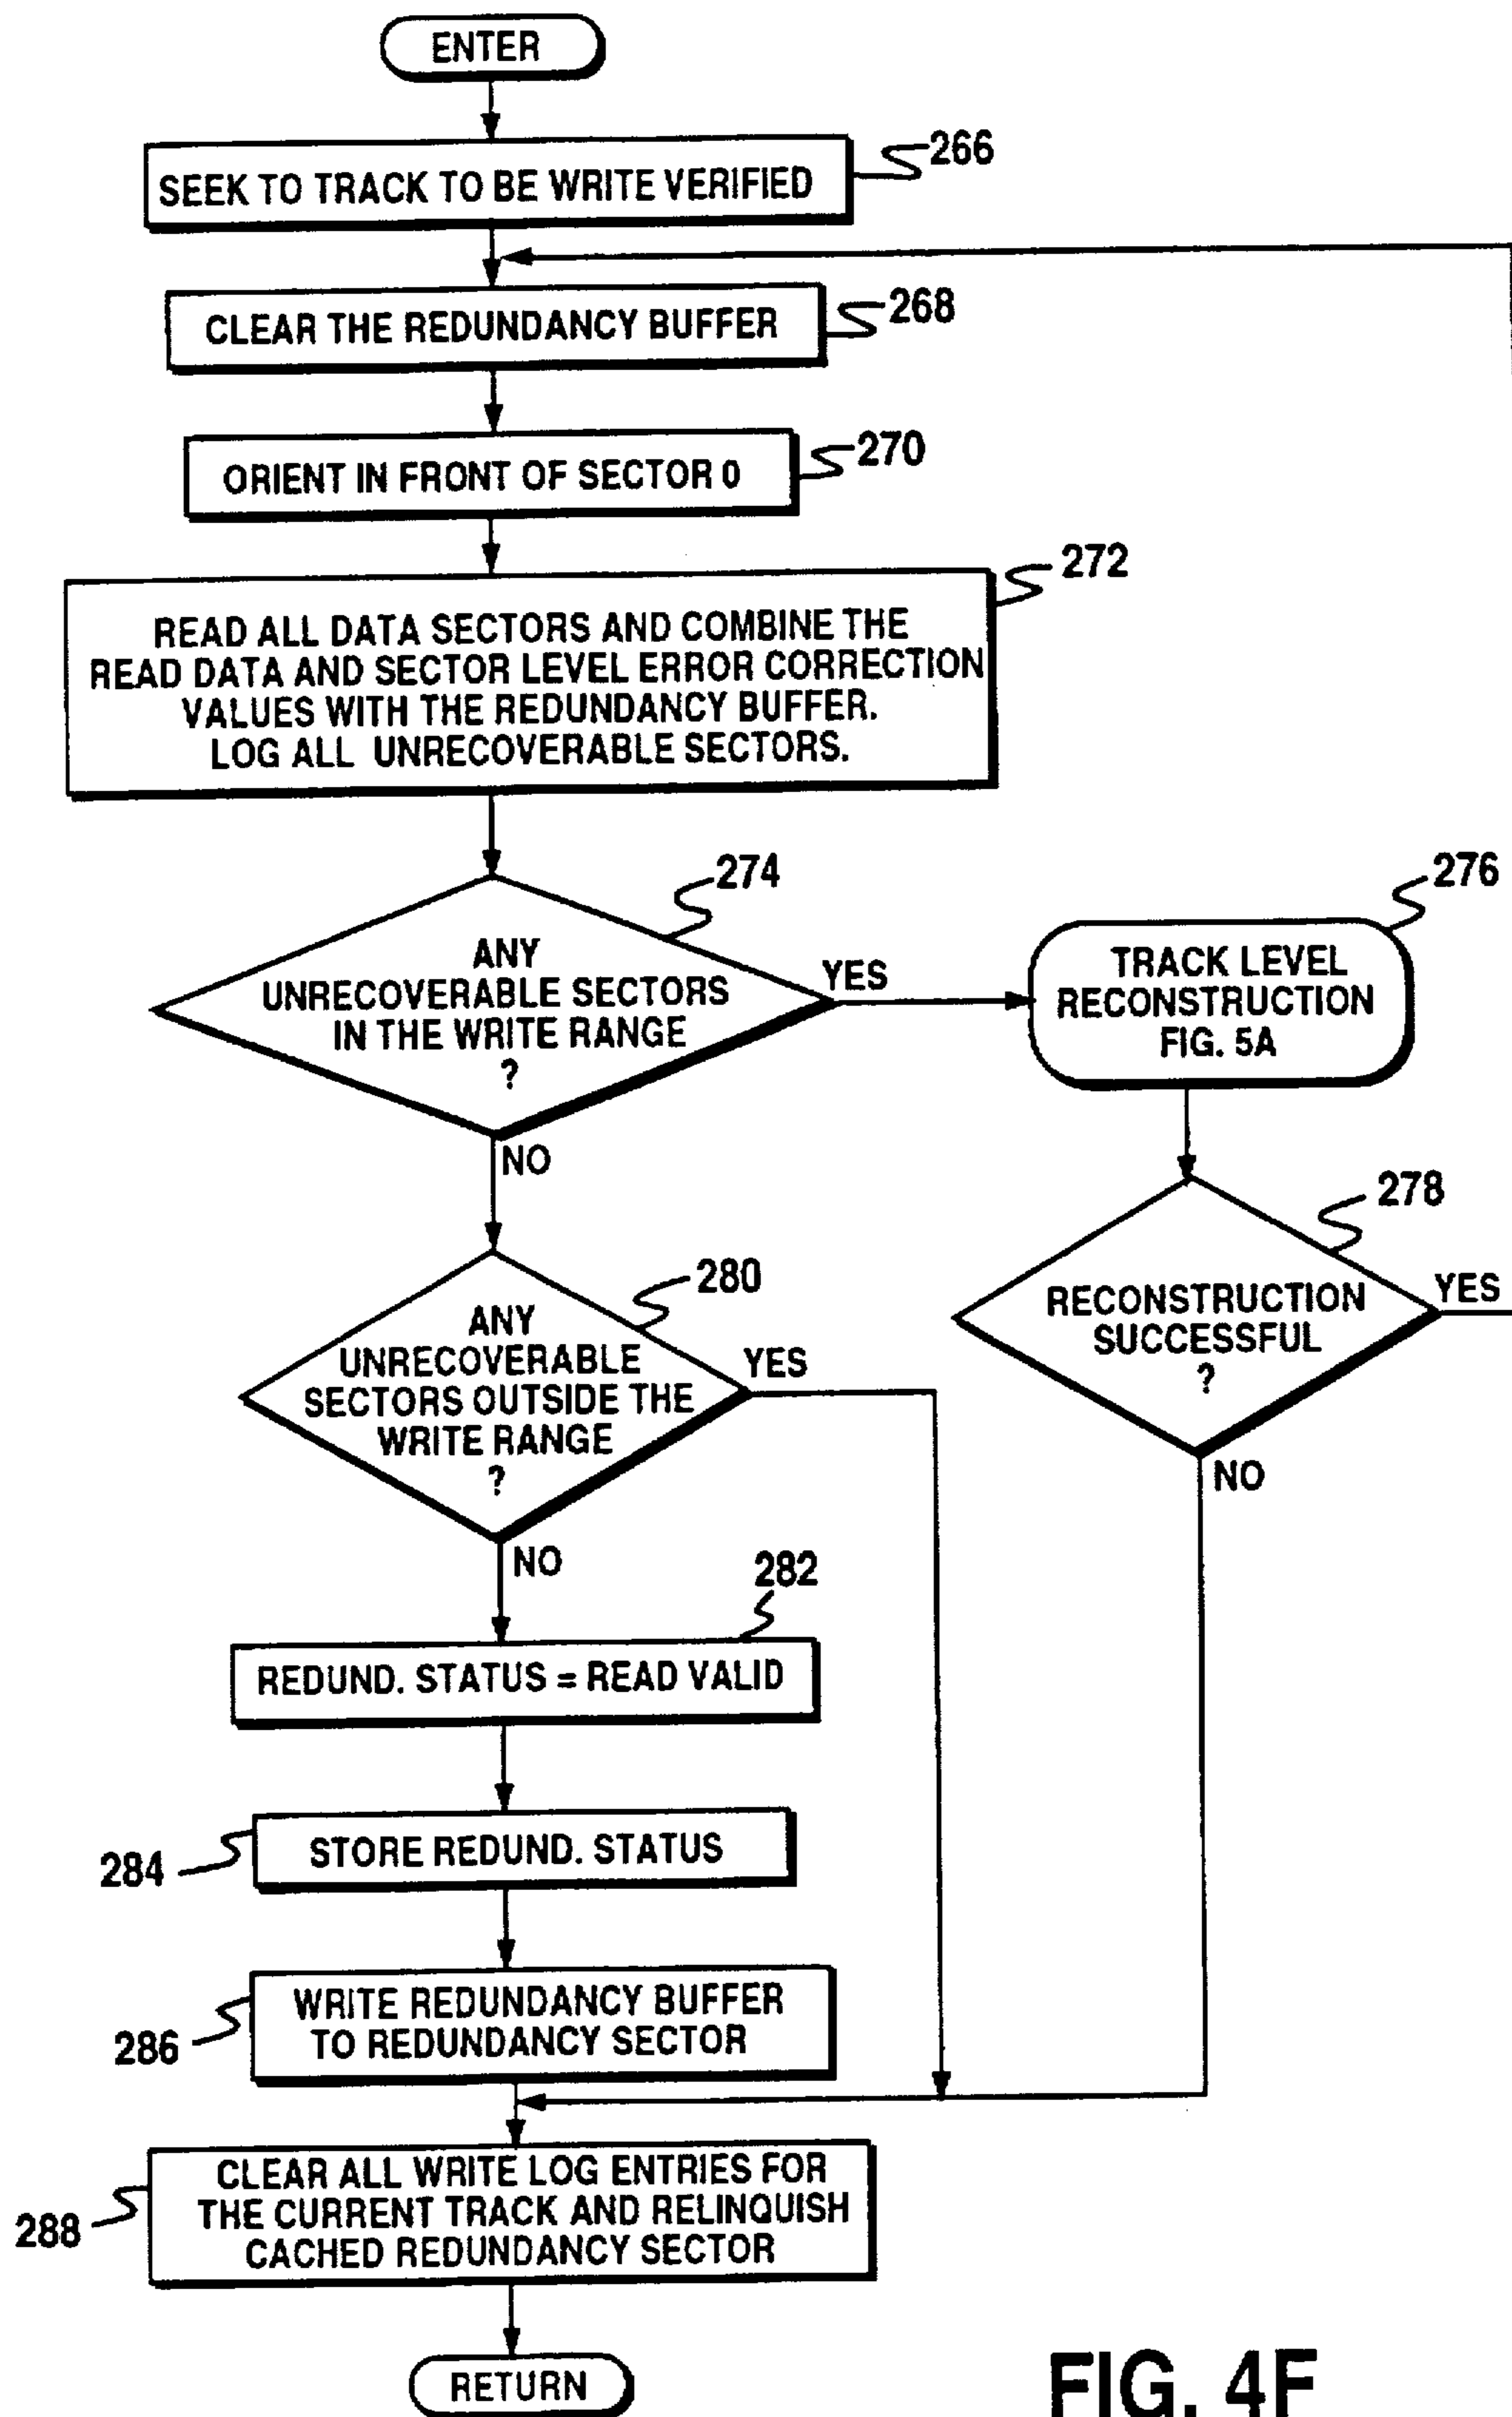 ENTER
SEEK TO TRACK TO BE WRITE VERIFIED
266
CLEAR THE REDUNDANCY BUFFER
268
ORIENT IN FRONT OF SECTOR 0
270
272
READ ALL DATA SECTORS AND COMBINE THE
READ DATA AND SECTOR LEVEL ERROR CORRECTION
VALUES WITH THE REDUNDANCY BUFFER.
LOG ALL UNRECOVERABLE SECTORS.
274
ANY
UNRECOVERABLE SECTORS
IN THE WRITE RANGE
?
YES
NO
276
TRACK LEVEL
RECONSTRUCTION
FIG. 5A
278
RECONSTRUCTION
SUCCESSFUL
?
YES
NO
280
ANY
UNRECOVERABLE
SECTORS OUTSIDE THE
WRITE RANGE
?
YES
NO
282
REDUND. STATUS = READ VALID
284
STORE REDUND. STATUS
286
WRITE REDUNDANCY BUFFER
TO REDUNDANCY SECTOR
288
CLEAR ALL WRITE LOG ENTRIES FOR
THE CURRENT TRACK AND RELINQUISH
CACHED REDUNDANCY SECTOR
RETURN
FIG. 4F